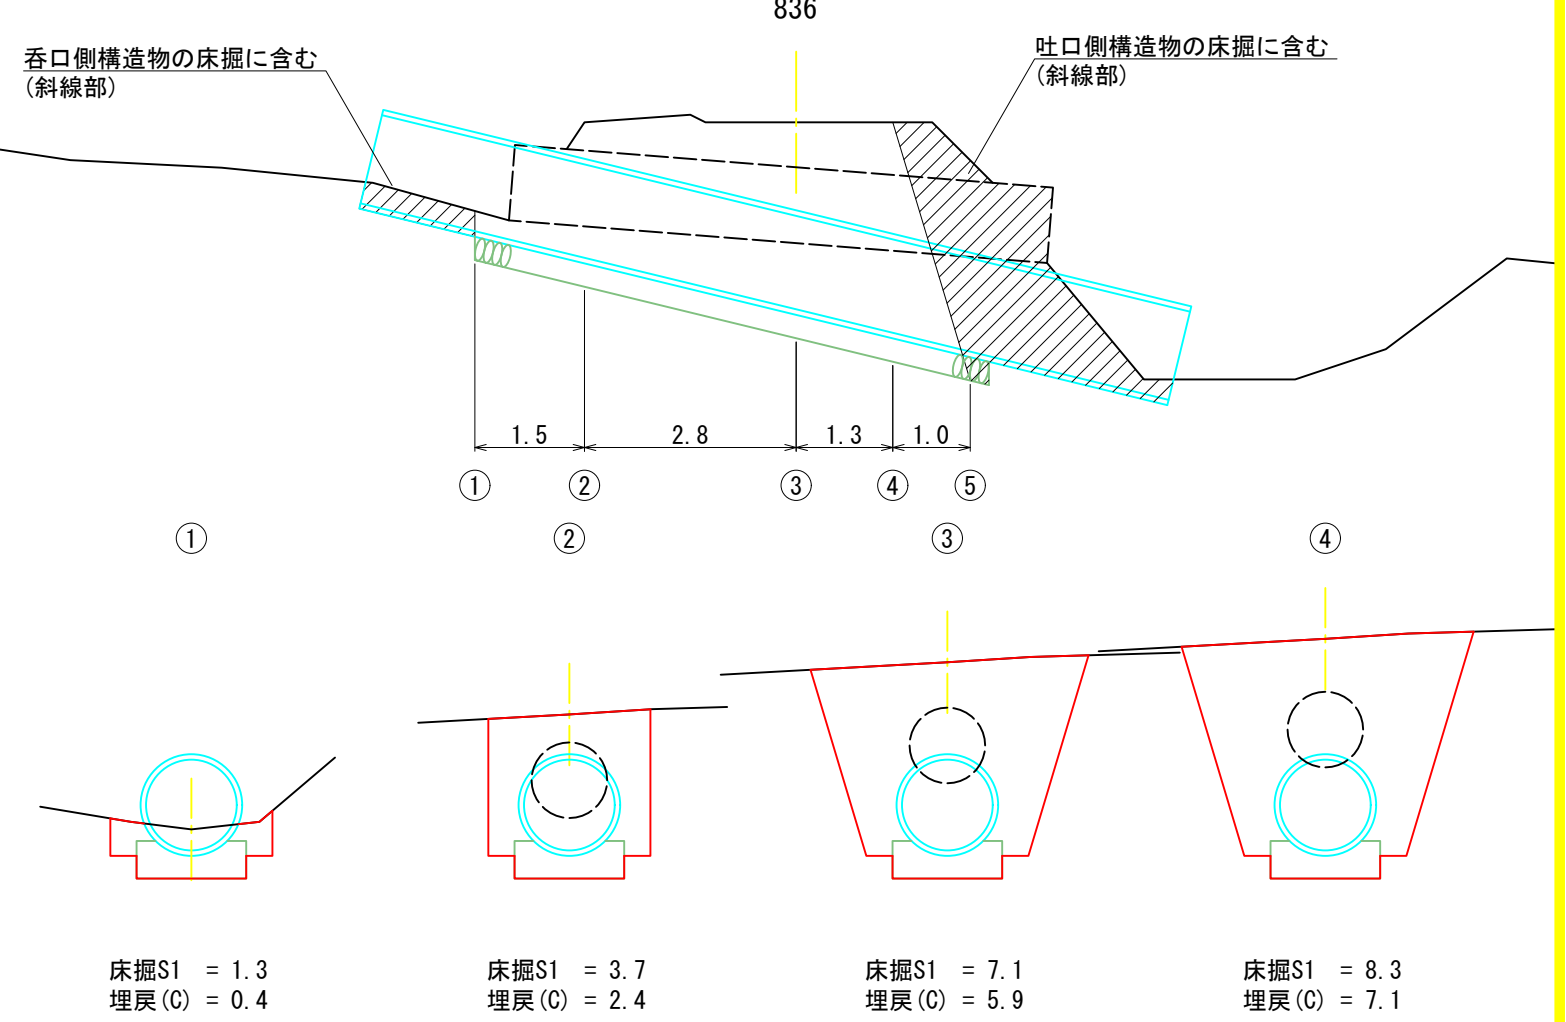 836
呑口側構造物の床掘に含む
(斜線部)
吐口側構造物の床掘に含む
(斜線部)
1.5 2.8 1.3 1.0
① ② ③ ④ ⑤
① ② ③ ④
床掘S1 = 1.3
埋戻(C) = 0.4
床掘S1 = 3.7
埋戻(C) = 2.4
床掘S1 = 7.1
埋戻(C) = 5.9
床掘S1 = 8.3
埋戻(C) = 7.1